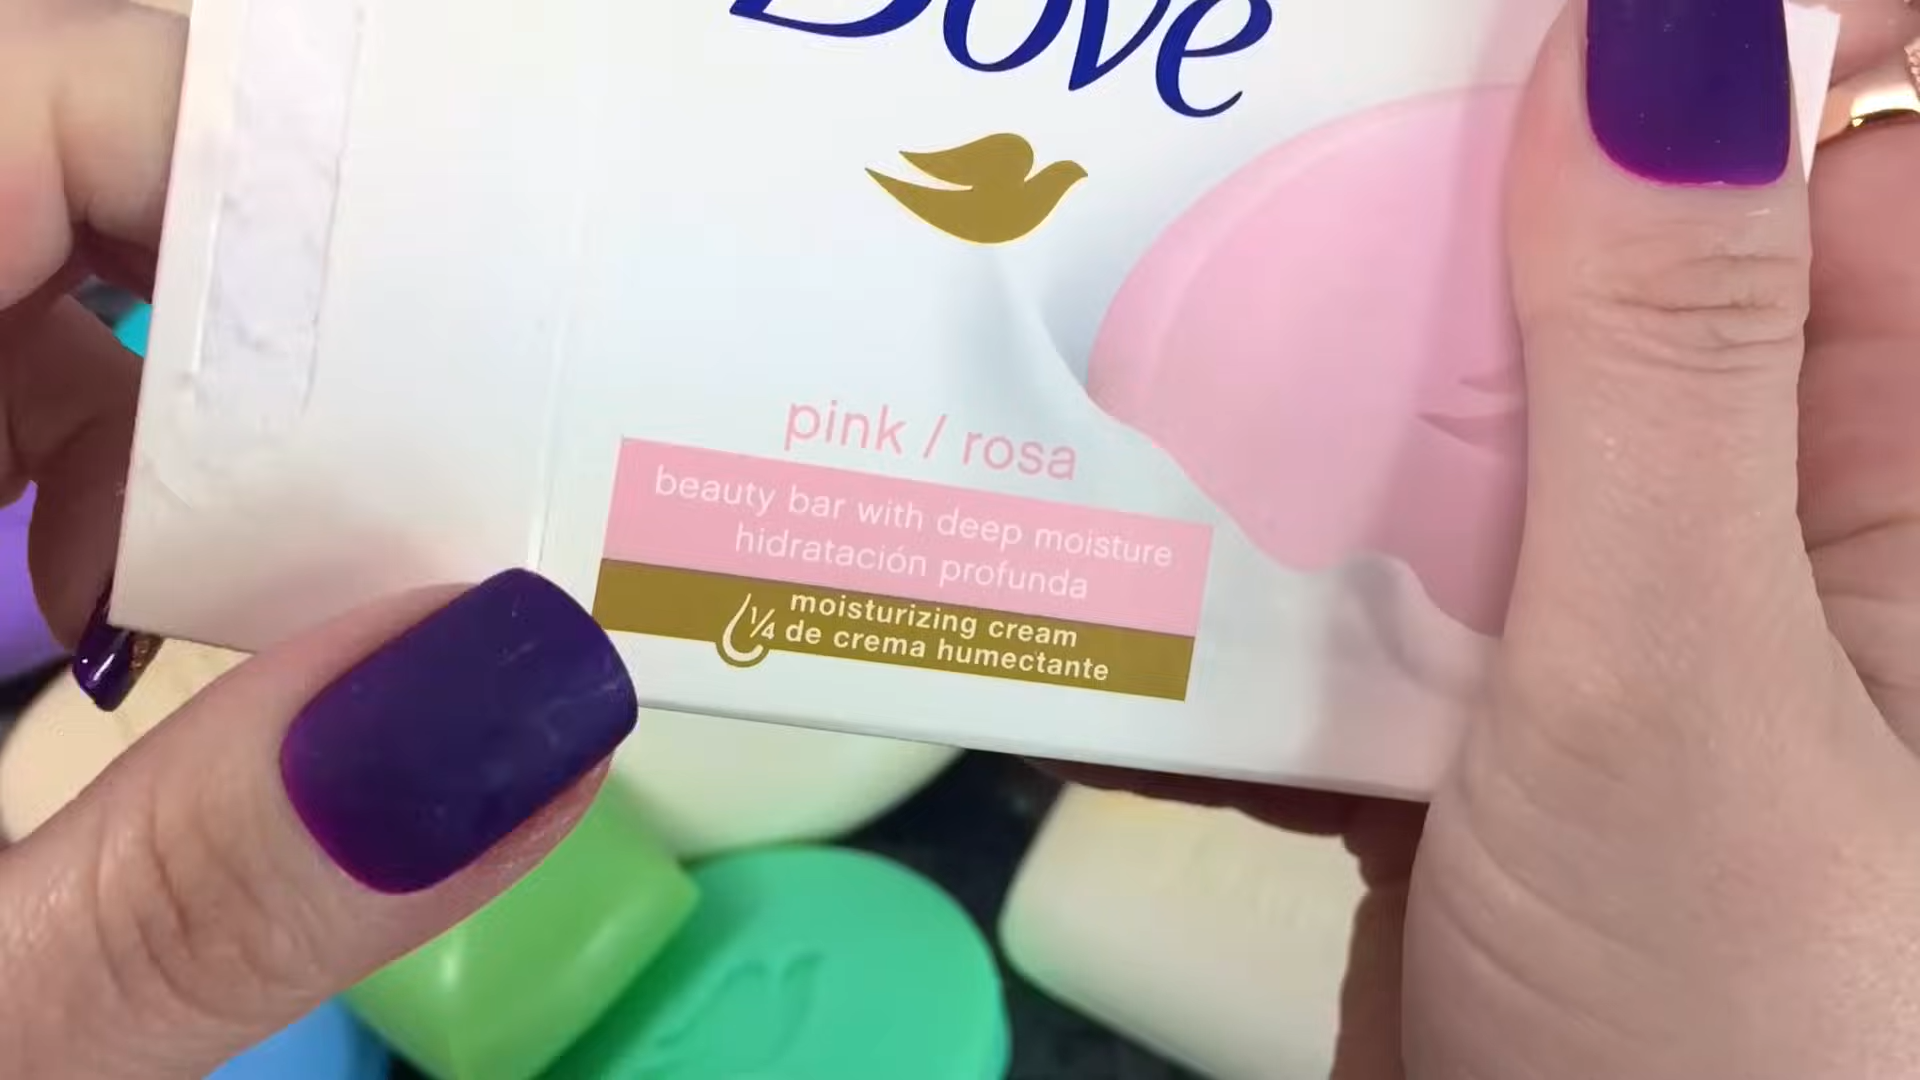 Dove
pink / rosa
beauty bar with deep moisture
hidratación profunda
1/4 moisturizing cream
de crema humectante